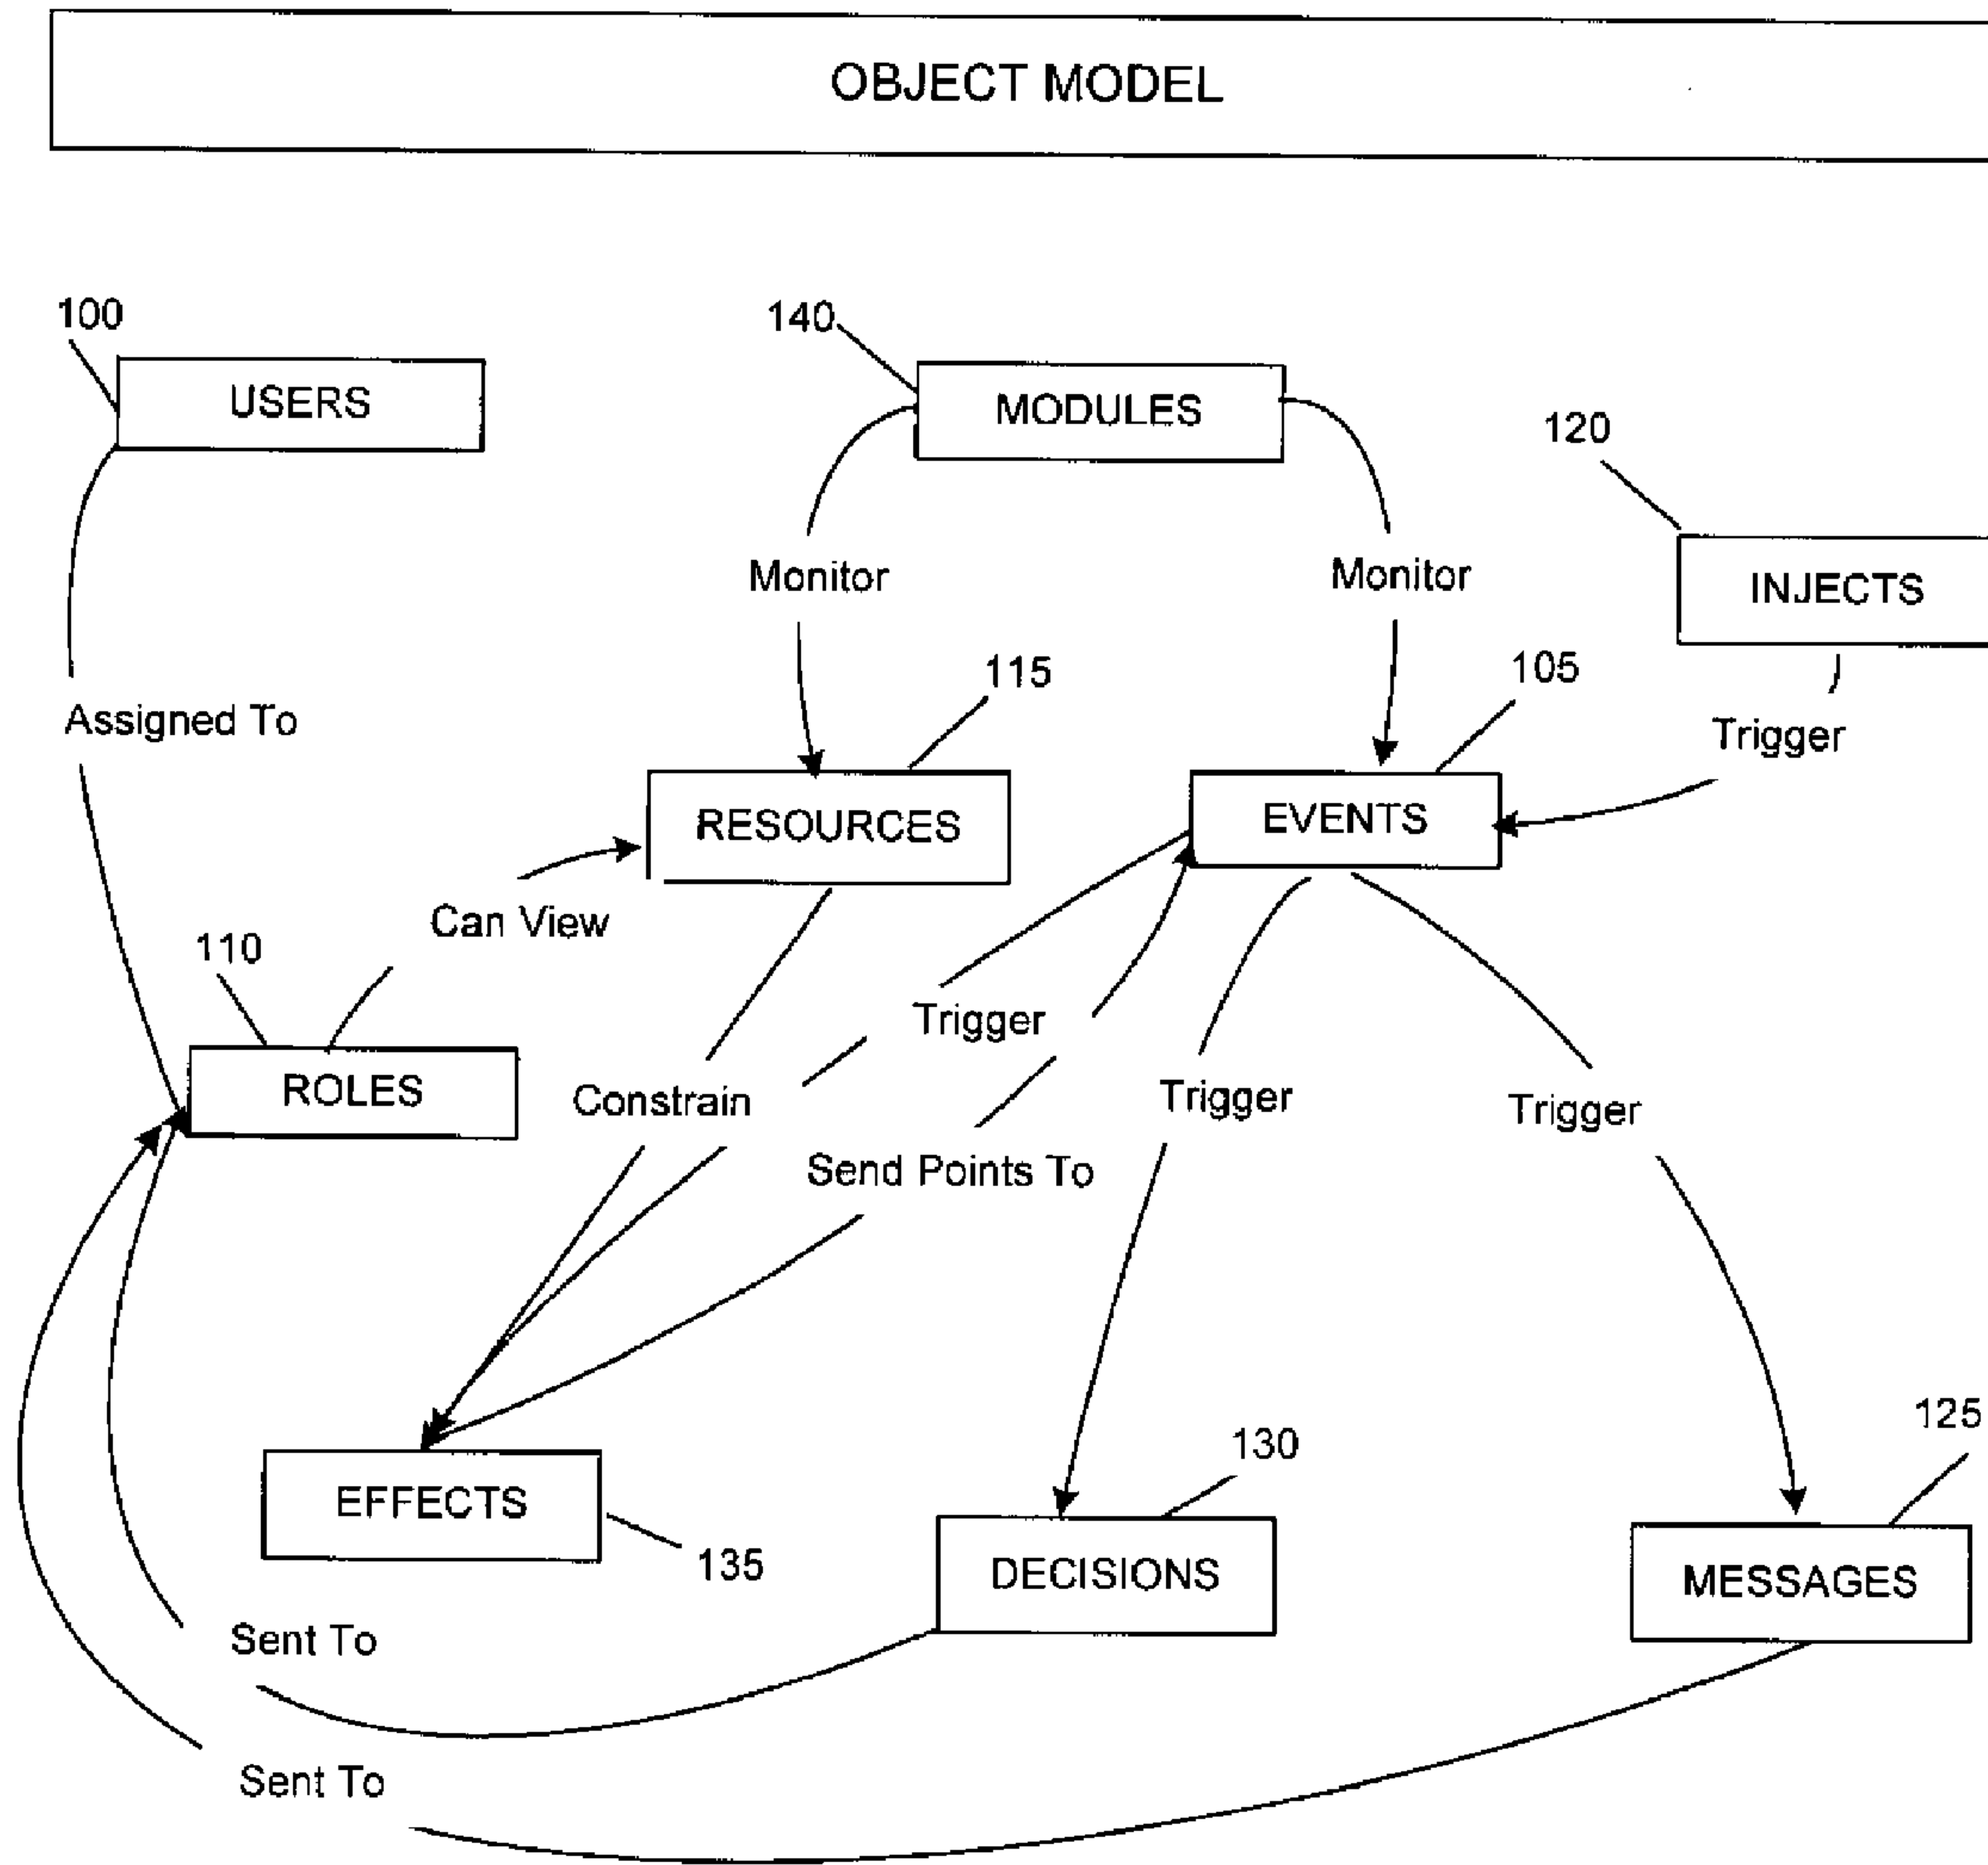 OBJECT MODEL
100
140
USERS
MODULES
120
INJECTS
Monitor
Monitor
115
105
Assigned To
Trigger
RESOURCES
EVENTS
Can View
110
Trigger
ROLES
Constrain
Trigger
Trigger
Send Points To
125
130
EFFECTS
135
DECISIONS
MESSAGES
Sent To
Sent To